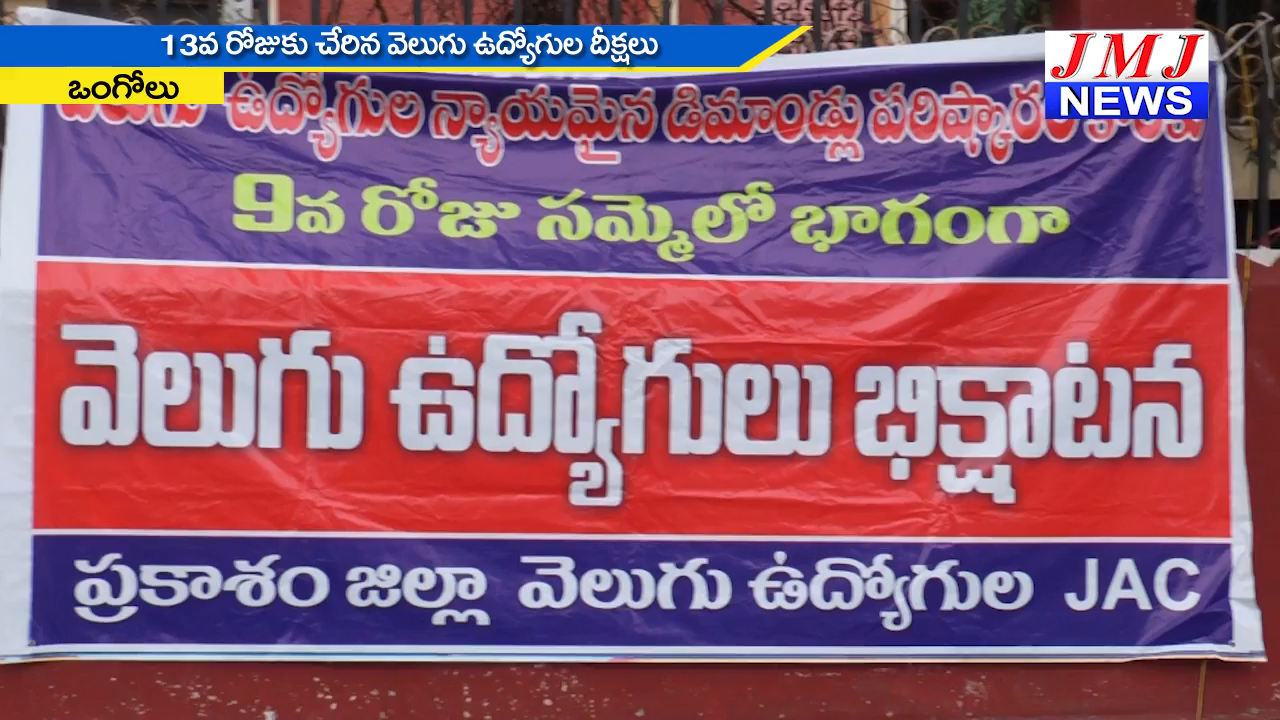 13వ రోజుకు చేరిన వెలుగు ఉద్యోగుల దీక్షలు
ఒంగోలు
JMJ
NEWS
ఉద్యోగుల న్యాయమైన డిమాండ్లు పరిష్కారం
9వ రోజు సమ్మెలో భాగంగా
వెలుగు ఉద్యోగులు భిక్షాటన
ప్రకాశం జిల్లా వెలుగు ఉద్యోగుల JAC